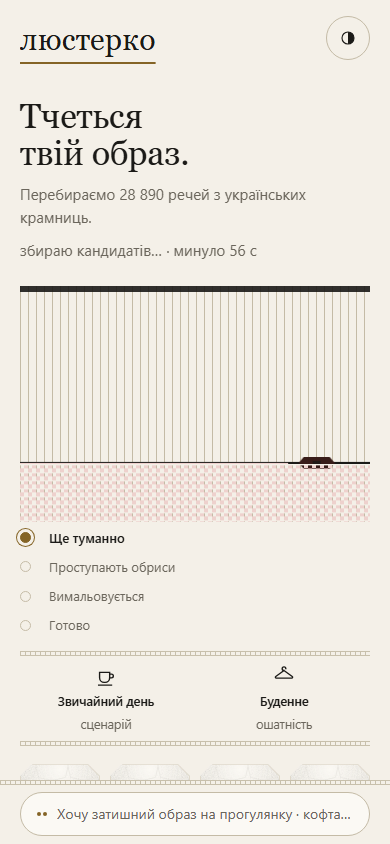 люстерко
Тчеться
твій образ.
Перебираємо 28 890 речей з українських
крамниць.
збираю кандидатів... · минуло 56 с
Ще туманно
Проступають обриси
Вимальовується
Готово
Звичайний день
сценарій
Буденне
ошатність
Хочу затишний образ на прогулянку · кофта...